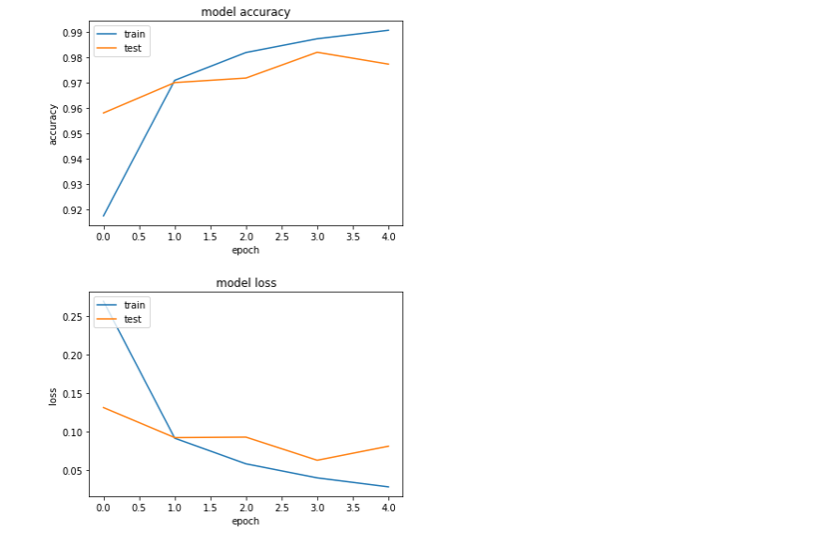 model accuracy
train
test
0.99
0.98
0.97
0.96
0.95
0.94
0.93
0.92
accuracy
0.0 0.5 1.0 1.5 2.0 2.5 3.0 3.5 4.0
epoch
model loss
train
test
0.25
0.20
0.15
0.10
0.05
loss
0.0 0.5 1.0 1.5 2.0 2.5 3.0 3.5 4.0
epoch